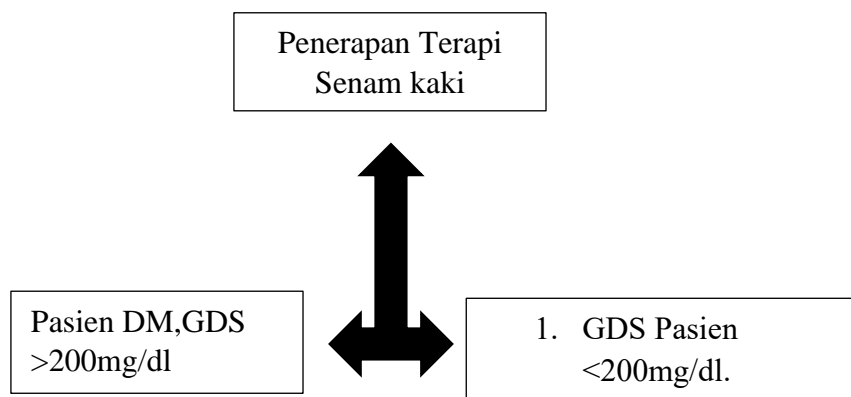 Penerapan Terapi
Senam kaki
Pasien DM,GDS
>200mg/dl
1. GDS Pasien
<200mg/dl.